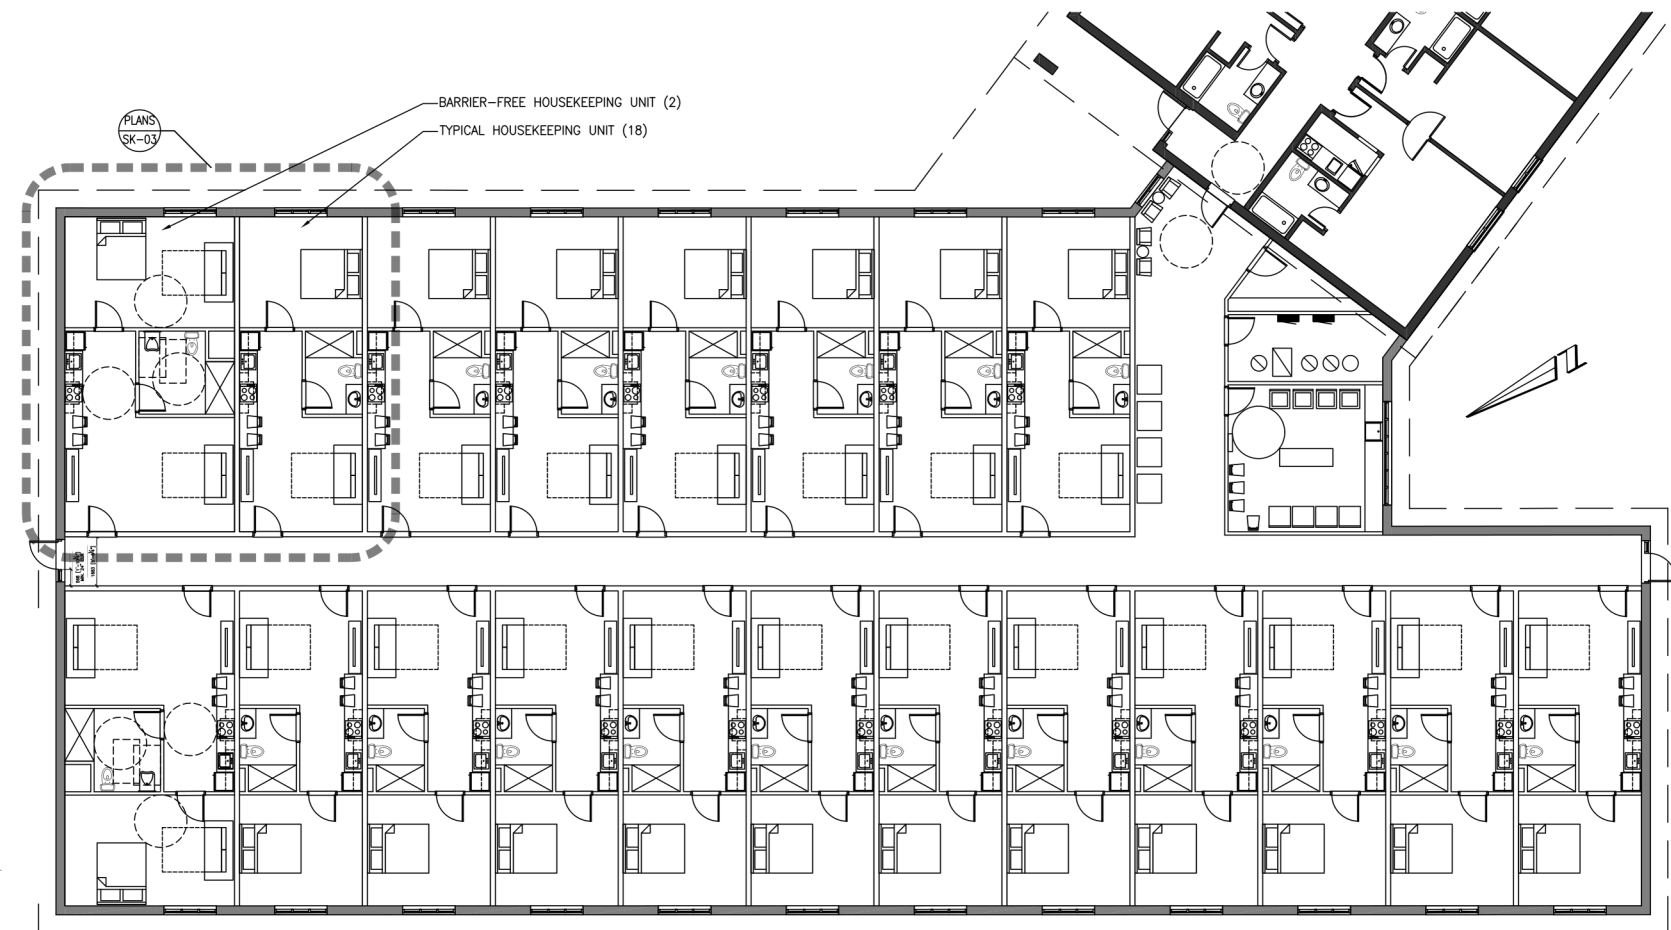 BARRIER-FREE HOUSEKEEPING UNIT (2)
PLANS
SK-03
TYPICAL HOUSEKEEPING UNIT (18)